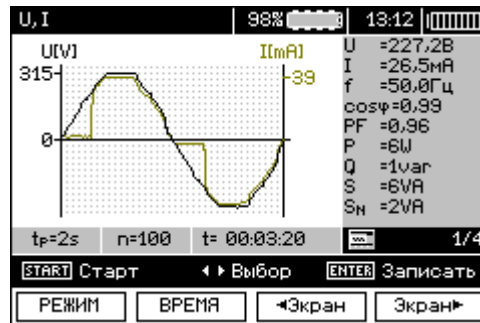 U,I 98% 13:12
U[V] I[mA]
315 39
0
U =227,2В
I =26,5мА
f =50,0Гц
cosφ=0,99
PF =0,96
P =6W
Q =1var
S =6VA
SN =2VA
tP=2s n=100 t= 00:03:20 1/4
START Старт ◂ ▸ Выбор ENTER Записать
РЕЖИМ ВРЕМЯ ◄Экран Экран►